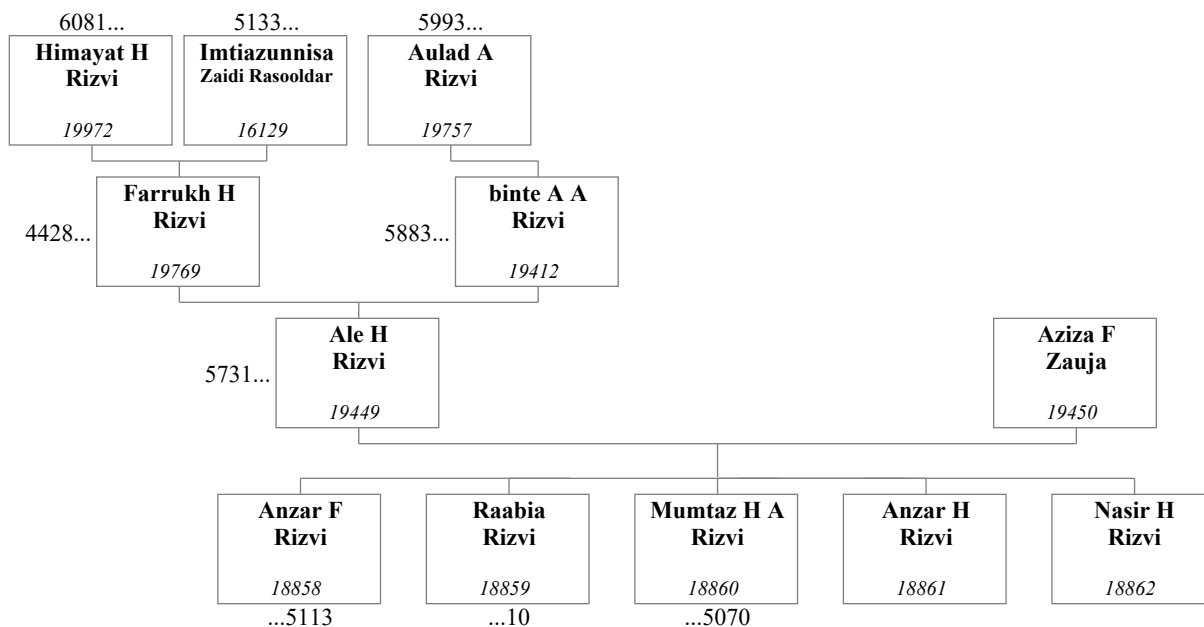 6081...
5133...
5993...
Himayat H
Rizvi
19972
Imtiazunnisa
Zaidi Rasooldar
16129
Aulad A
Rizvi
19757
4428...
Farrukh H
Rizvi
19769
5883...
binte A A
Rizvi
19412
5731...
Ale H
Rizvi
19449
Aziza F
Zauja
19450
Anzar F
Rizvi
18858
...5113
Raabia
Rizvi
18859
...10
Mumtaz H A
Rizvi
18860
...5070
Anzar H
Rizvi
18861
Nasir H
Rizvi
18862